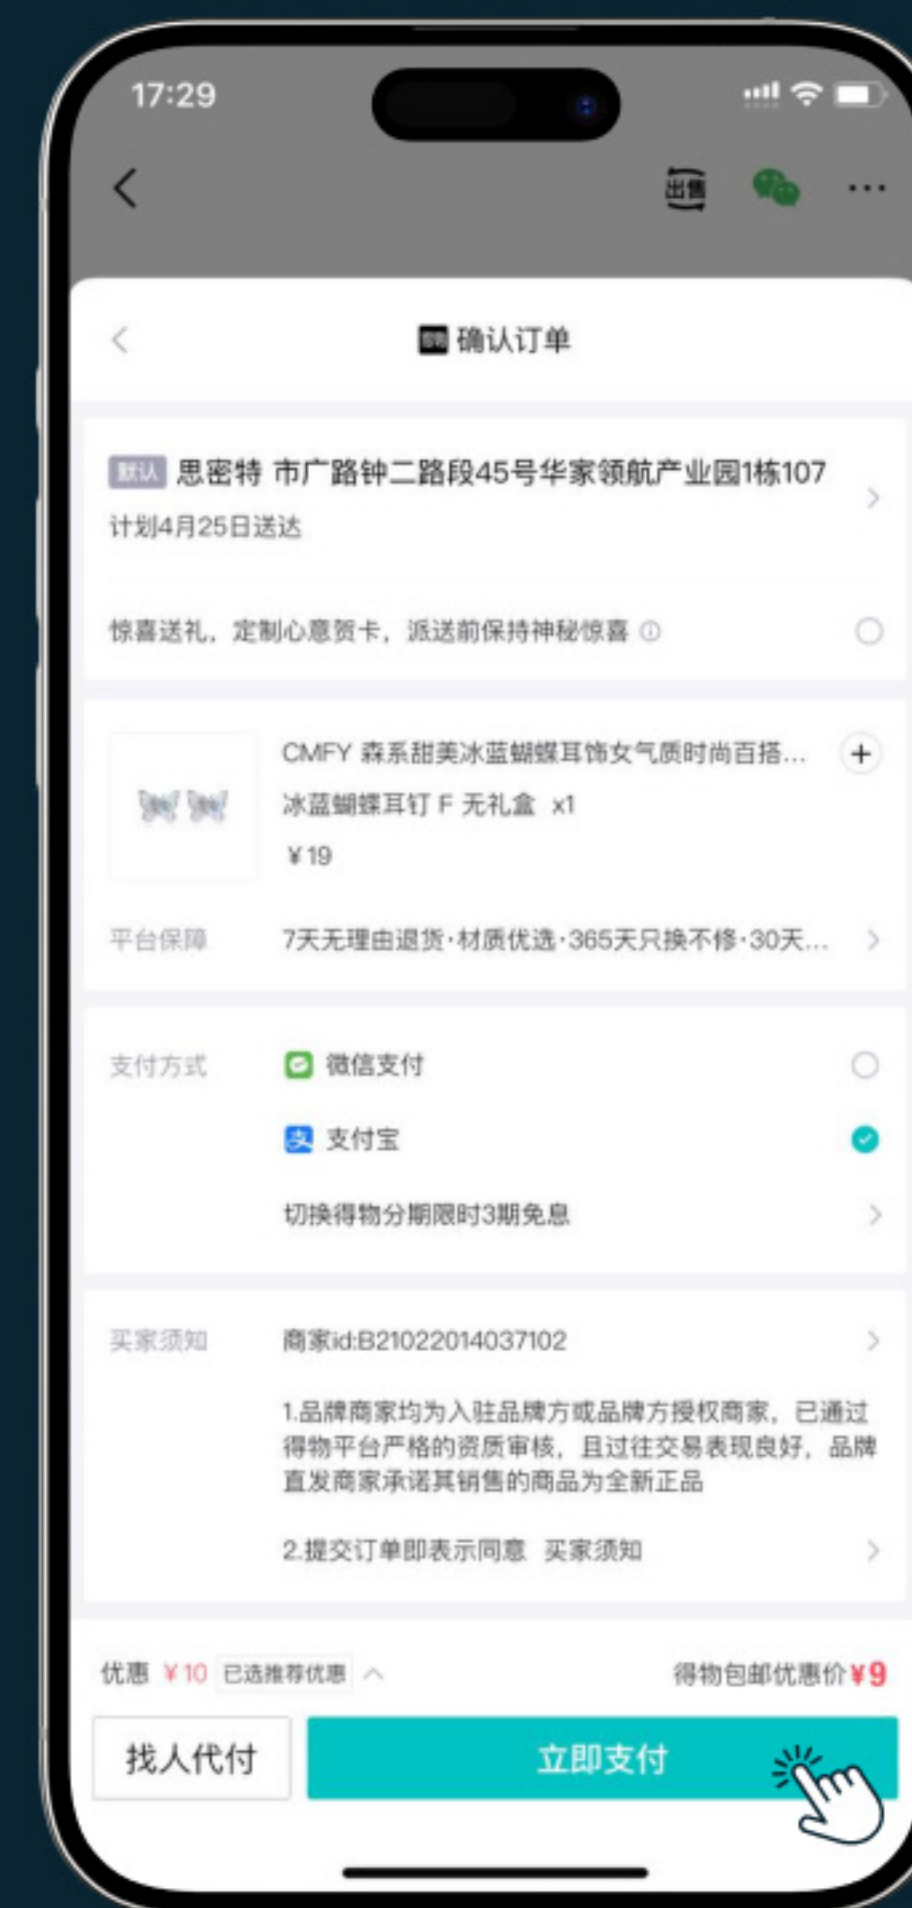 17:29
出售
确认订单
默认 思密特 市广路钟二路段45号华家领航产业园1栋107
计划4月25日送达
惊喜送礼，定制心意贺卡，派送前保持神秘惊喜
CMFY 森系甜美冰蓝蝴蝶耳饰女气质时尚百搭...
冰蓝蝴蝶耳钉 F 无礼盒 x1
¥19
平台保障 7天无理由退货·材质优选·365天只换不修·30天...
支付方式 微信支付
支付宝
切换得物分期限时3期免息
买家须知 商家id:B21022014037102
1.品牌商家均为入驻品牌方或品牌方授权商家，已通过
得物平台严格的资质审核，且过往交易表现良好，品牌
直发商家承诺其销售的商品为全新正品
2.提交订单即表示同意 买家须知
优惠 ¥10 已选推荐优惠 得物包邮优惠价¥9
找人代付 立即支付